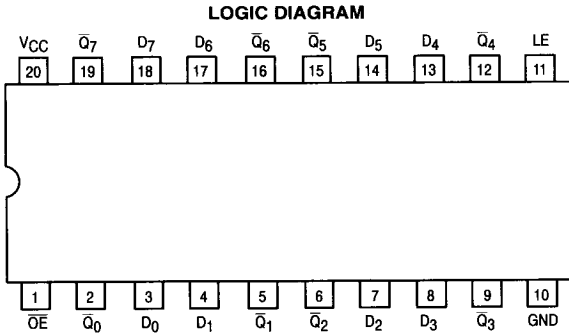 LOGIC DIAGRAM
VCC Q̅7 D7 D6 Q̅6 Q̅5 D5 D4 Q̅4 LE
20 19 18 17 16 15 14 13 12 11
1 2 3 4 5 6 7 8 9 10
O̅E̅ Q̅0 D0 D1 Q̅1 Q̅2 D2 D3 Q̅3 GND